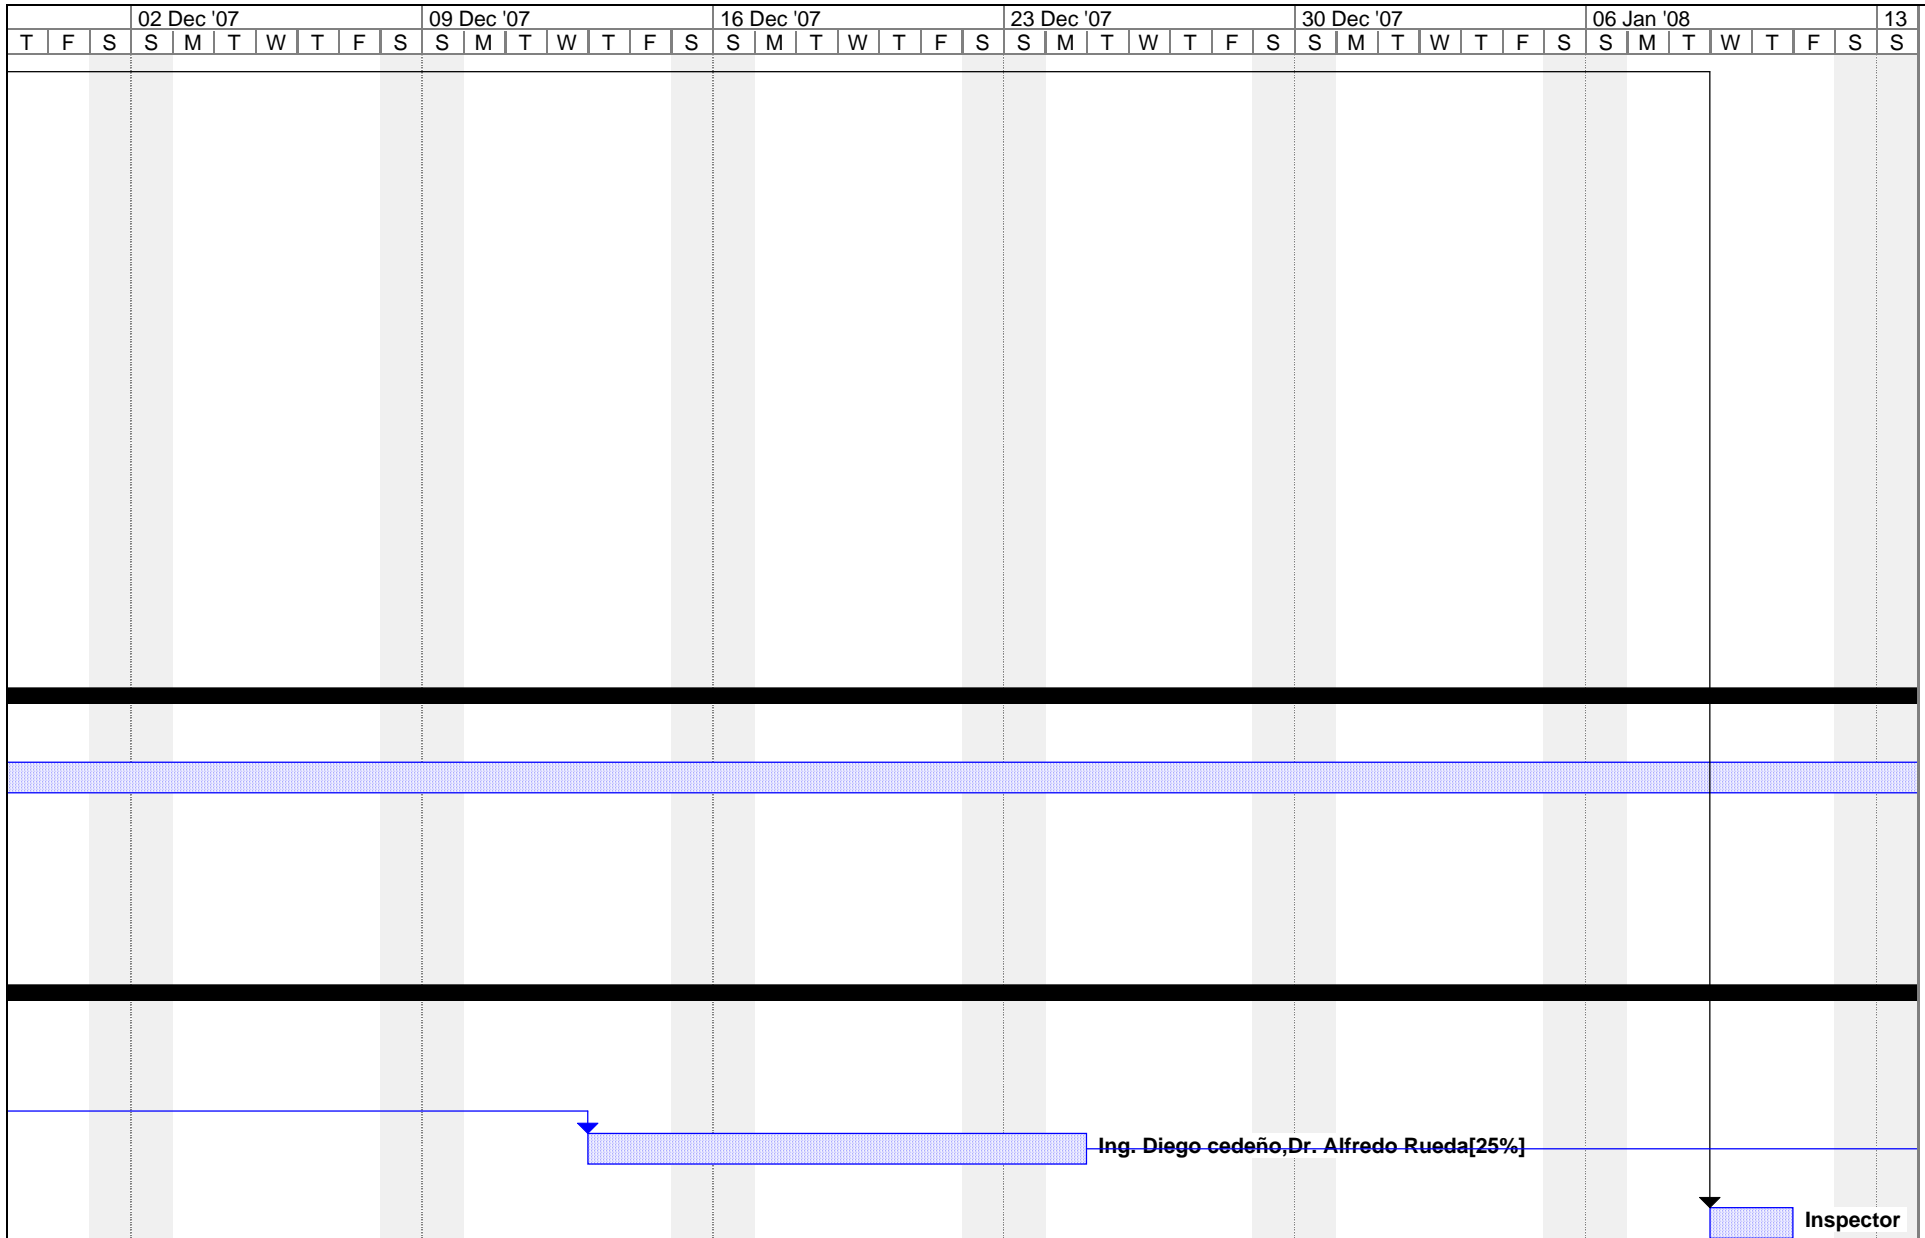 02 Dec '07 09 Dec '07 16 Dec '07 23 Dec '07 30 Dec '07 06 Jan '08 13
T F S S M T W T F S S M T W T F S S M T W T F S S M T W T F S S M T W T F S S M T W T F S S
Ing. Diego cedeño,Dr. Alfredo Rueda[25%]
Inspector